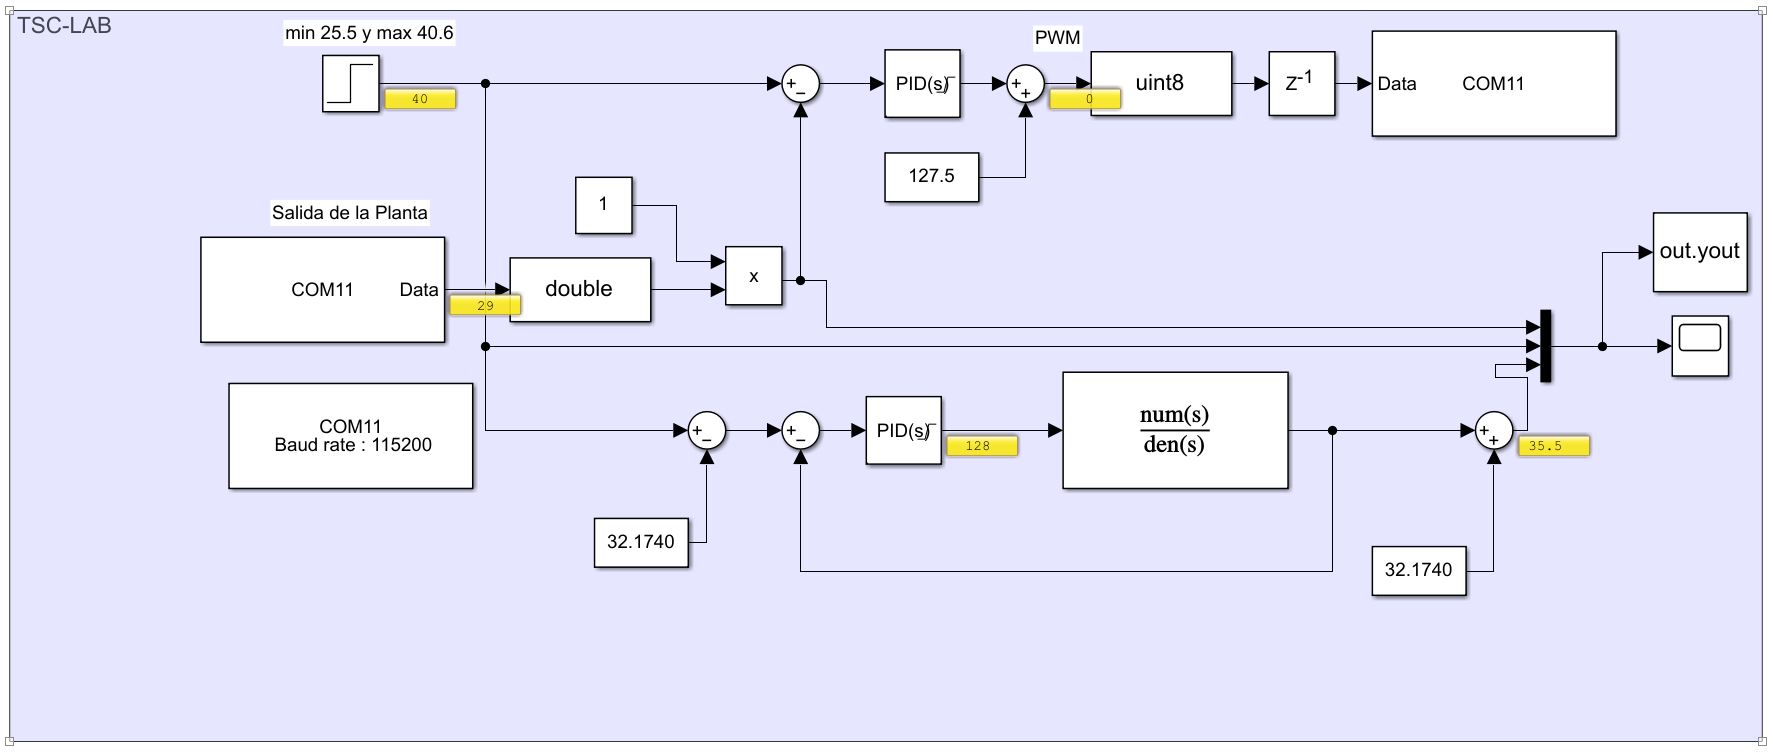 TSC-LAB
min 25.5 y max 40.6
40
+
−
PID(s)
PWM
+
+
0
uint8
Z-1
Data
COM11
127.5
1
Salida de la Planta
COM11
Data
29
double
x
out.yout
COM11
Baud rate : 115200
+
−
+
−
PID(s)
128
num(s)
den(s)
+
+
35.5
32.1740
32.1740